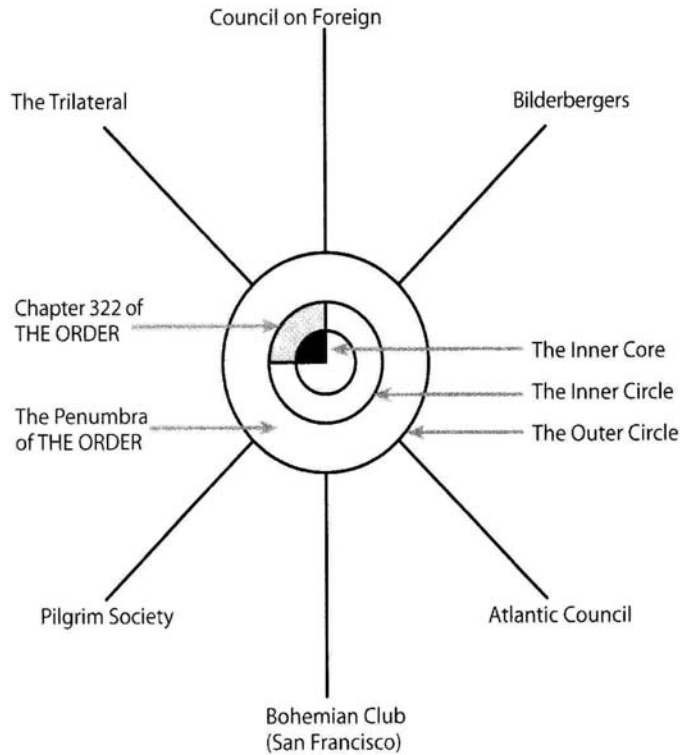 Council on Foreign
The Trilateral
Bilderbergers
Chapter 322 of
THE ORDER
The Inner Core
The Inner Circle
The Penumbra
of THE ORDER
The Outer Circle
Pilgrim Society
Atlantic Council
Bohemian Club
(San Francisco)